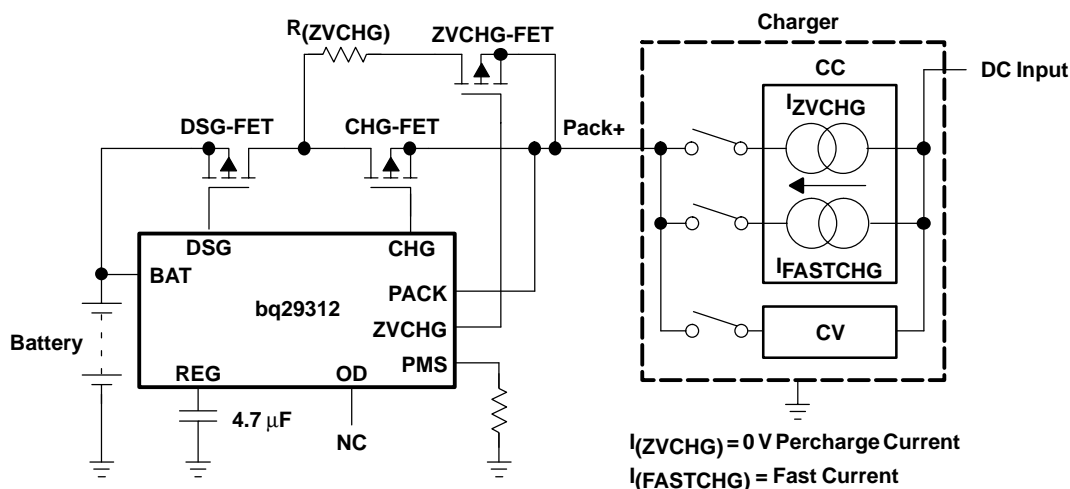 Charger
R(ZVCHG)
ZVCHG-FET
CC
DC Input
IZVCHG
DSG-FET
CHG-FET
Pack+
DSG
CHG
BAT
IFASTCHG
PACK
bq29312
ZVCHG
CV
Battery
PMS
REG
OD
4.7 μF
NC
I(ZVCHG) = 0 V Percharge Current
I(FASTCHG) = Fast Current